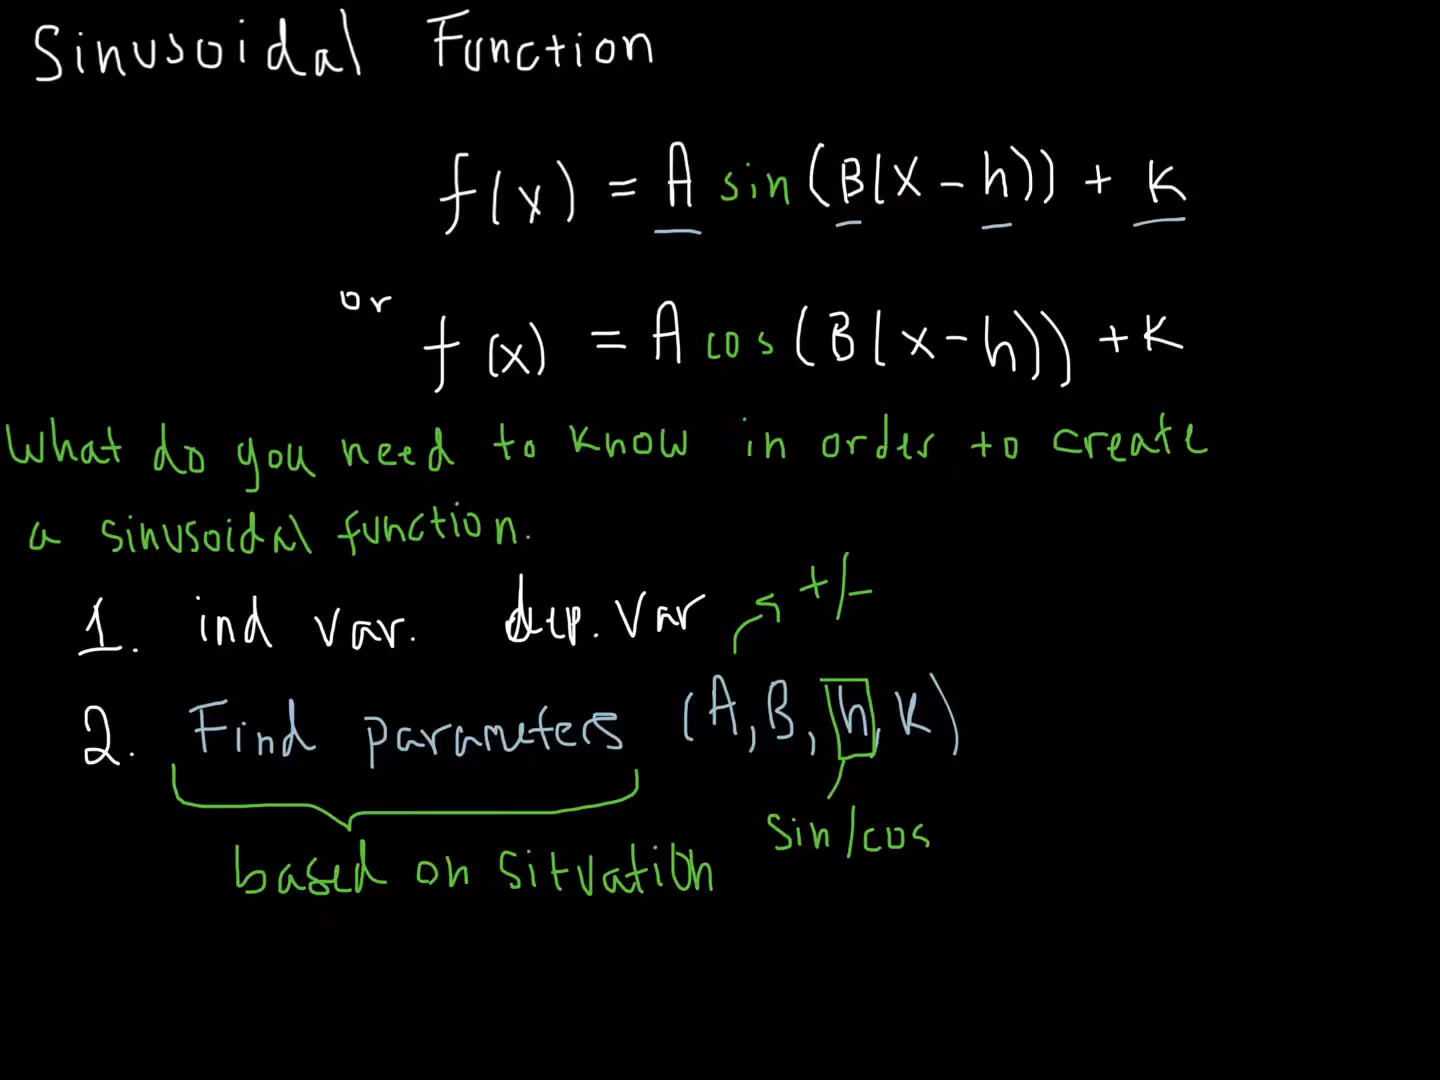 Sinusoidal Function
f(x) = A sin(B(x - h)) + K
or
f(x) = A cos(B(x-h)) + K
What do you need to know in order to create
a sinusoidal function.
+/-
1. ind var. dep. var
2. Find parameters (A, B, h, K)
sin/cos
based on situation